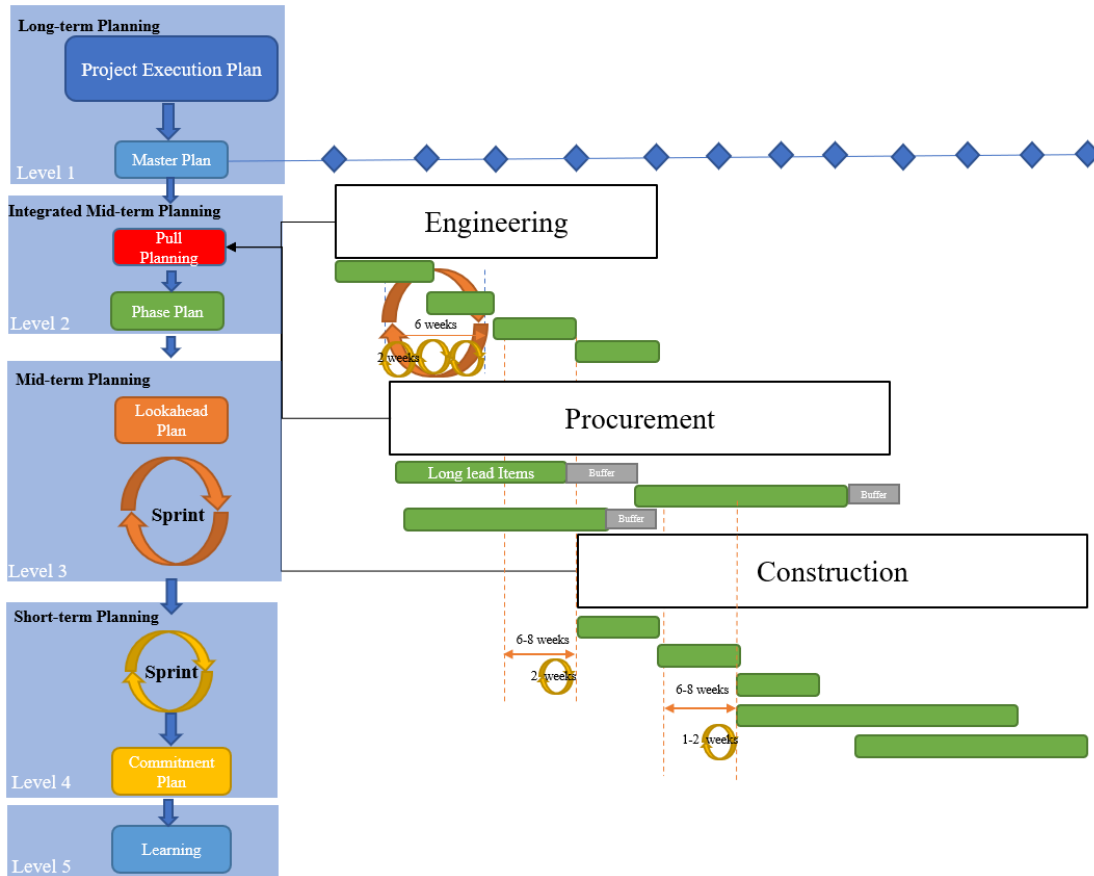 Long-term Planning
Project Execution Plan
Master Plan
Level 1
Integrated Mid-term Planning
Pull
Planning
Phase Plan
Level 2
Mid-term Planning
Lookahead
Plan
Sprint
Level 3
Short-term Planning
Sprint
Commitment
Plan
Level 4
Learning
Level 5
Engineering
6 weeks
2 weeks
Procurement
Long lead Items
Buffer
Buffer
Buffer
Construction
6-8 weeks
2 weeks
6-8 weeks
1-2 weeks